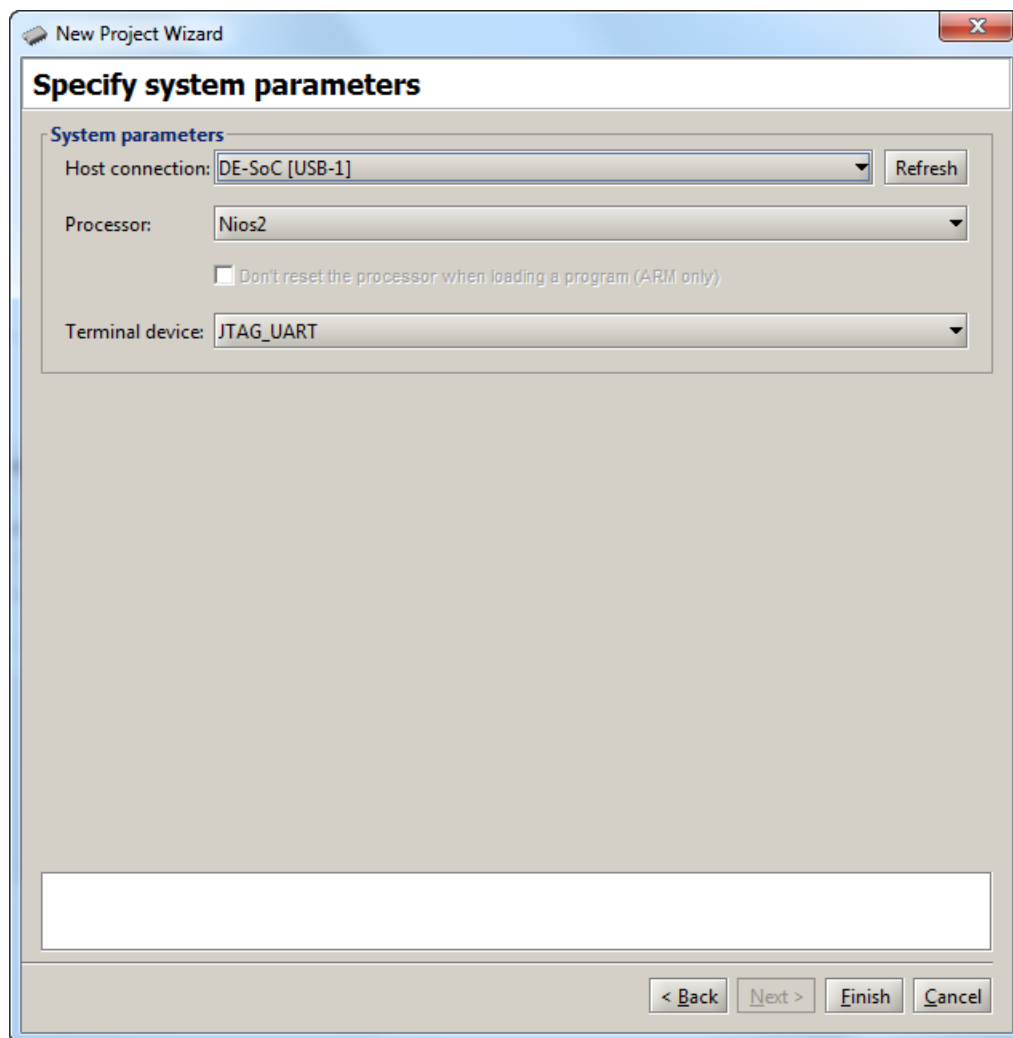 New Project Wizard
Specify system parameters
System parameters
Host connection: DE-SoC [USB-1] Refresh
Processor: Nios2
Don't reset the processor when loading a program (ARM only)
Terminal device: JTAG_UART
< Back Next > Finish Cancel